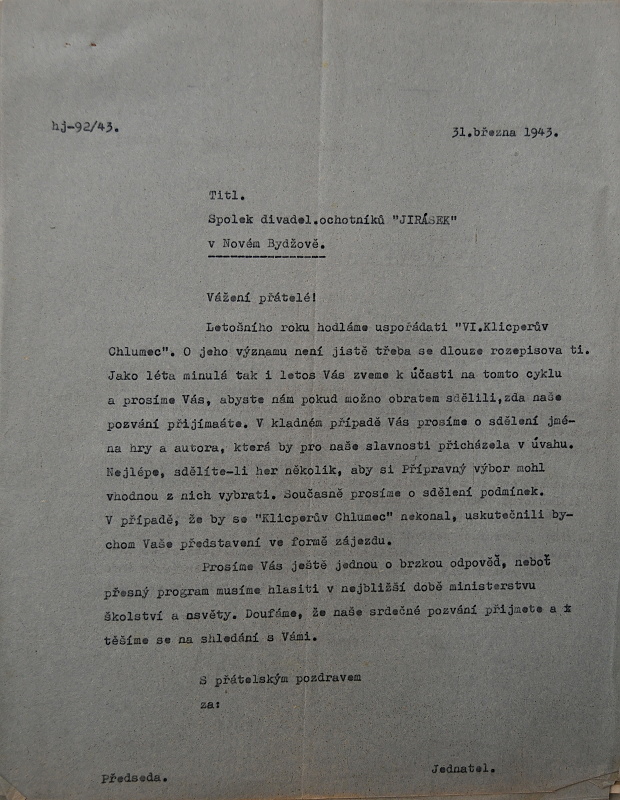 hj-92/43.
31.března 1943.
Titl.
Spolek divadel.ochotníků "JIRÁSEK"
v Novém Bydžově.
Vážení přátelé!
Letošního roku hodláme uspořádati "VI.Klicperův
Chlumec". O jeho významu není jistě třeba se dlouze rozepisova ti.
Jako léta minulá tak i letos Vás zveme k účasti na tomto cyklu
a prosíme Vás, abyste nám pokud možno obratem sdělili,zda naše
pozvání přijímaáte. V kladném případě Vás prosíme o sdělení jmé-
na hry a autora, která by pro naše slavnosti přicházela v úvahu.
Nejlépe, sdělíte-li her několik, aby si Přípravný výbor mohl
vhodnou z nich vybrati. Současně prosíme o sdělení podmínek.
V případě, že by se "Klicperův Chlumec" nekonal, uskutečnili by-
chom Vaše představení ve formě zájezdu.
Prosíme Vás ještě jednou o brzkou odpověď, neboť
přesný program musíme hlasiti v nejbližší době ministerstvu
školství a osvěty. Doufáme, že naše srdečné pozvání přijmete a
těšíme se na shledání s Vámi.
S přátelským pozdravem
za:
Předseda.
Jednatel.